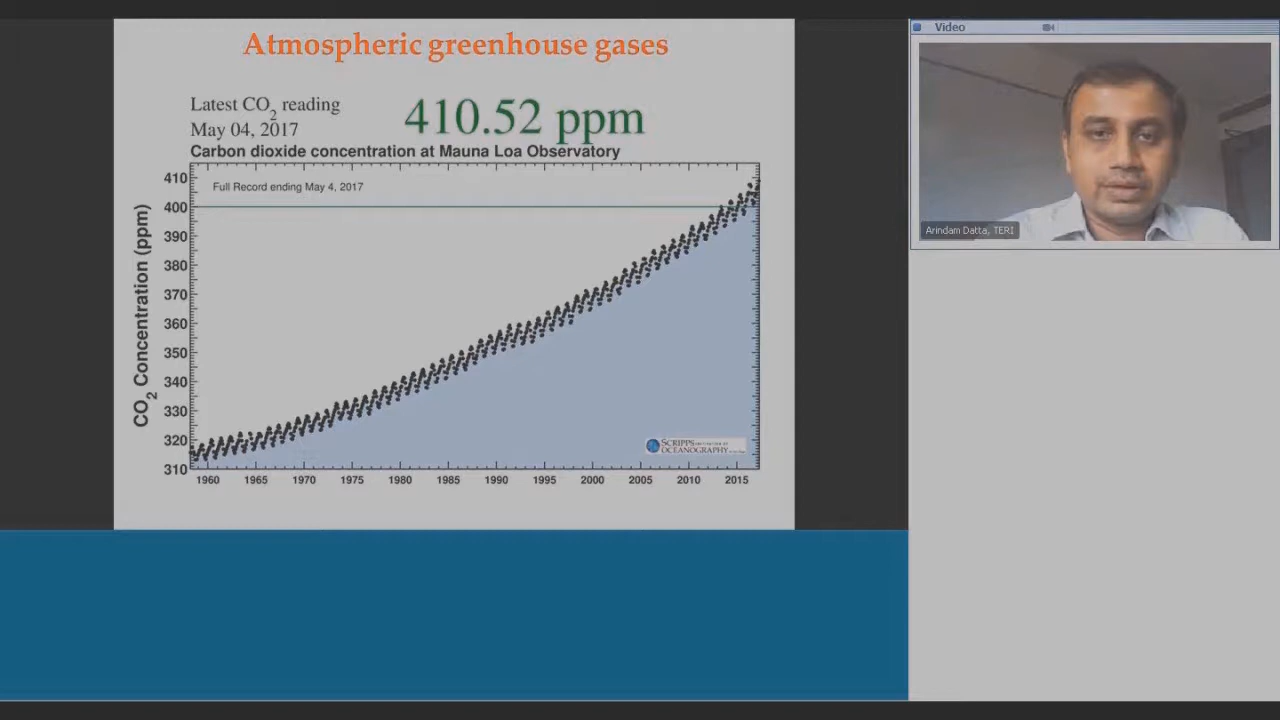 Atmospheric greenhouse gases
Latest CO2 reading
May 04, 2017
410.52 ppm
Carbon dioxide concentration at Mauna Loa Observatory
Full Record ending May 4, 2017
CO2 Concentration (ppm)
410
400
390
380
370
360
350
340
330
320
310
1960 1965 1970 1975 1980 1985 1990 1995 2000 2005 2010 2015
SCRIPPS
OCEANOGRAPHY
Video
Arindam Datta, TERI